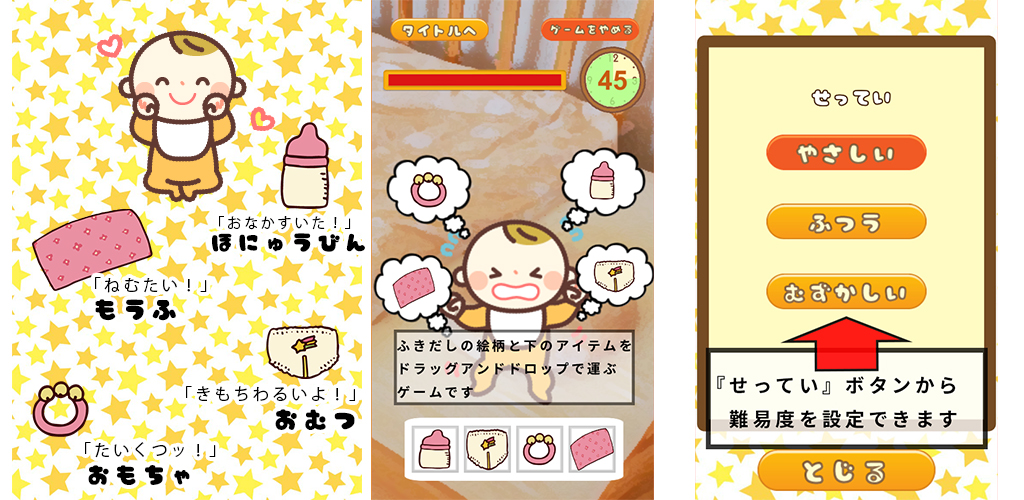 「おなかすいた！」
ほにゅうびん
「ねむたい！」
もうふ
「きもちわるいよ！」
おむつ
「たいくつッ！」
おもちゃ
タイトルへ
ゲームをやめる
12
3
6
9
45
ふきだしの絵柄と下のアイテムを
ドラッグアンドドロップで運ぶ
ゲームです
せってい
やさしい
ふつう
むずかしい
『せってい』ボタンから
難易度を設定できます
とじる